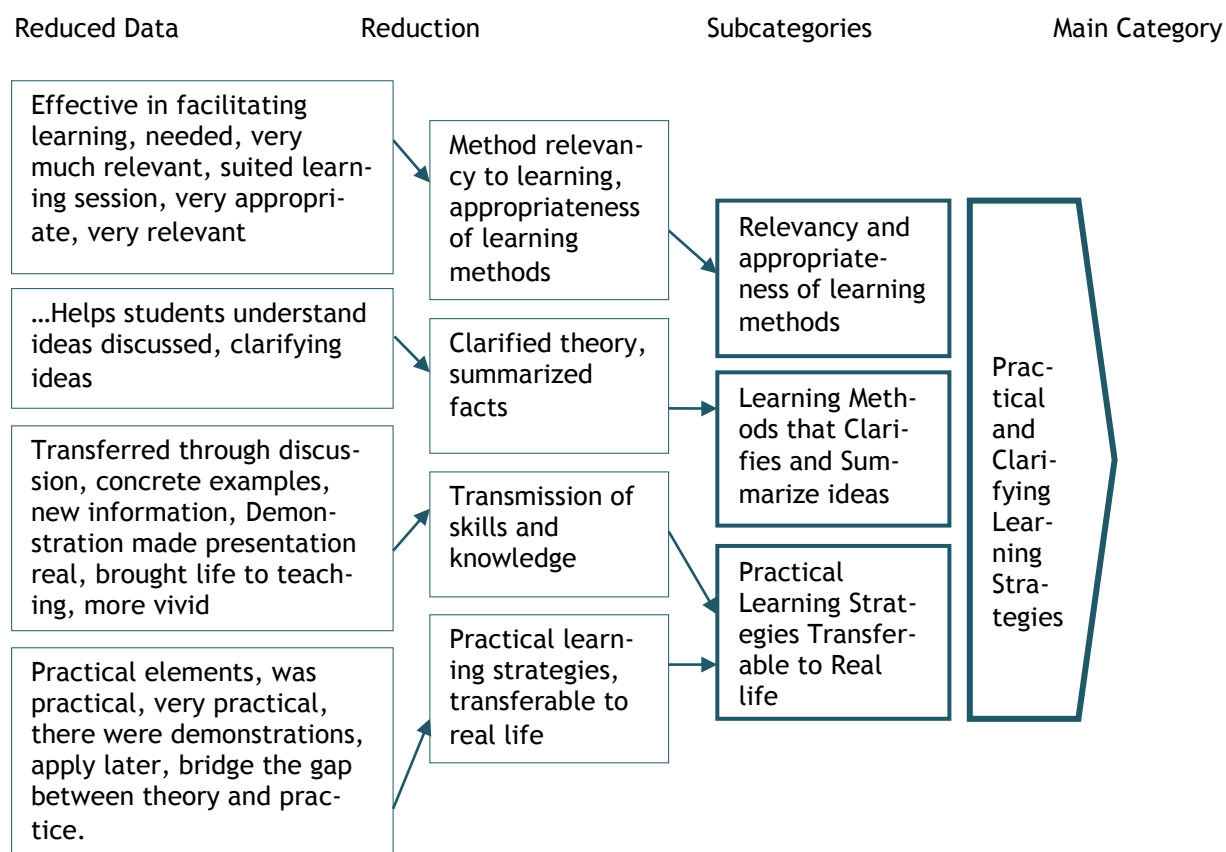 Reduced Data
Reduction
Subcategories
Main Category
Effective in facilitating
learning, needed, very
much relevant, suited learn-
ing session, very appropri-
ate, very relevant
…Helps students understand
ideas discussed, clarifying
ideas
Transferred through discus-
sion, concrete examples,
new information, Demon-
stration made presentation
real, brought life to teach-
ing, more vivid
Practical elements, was
practical, very practical,
there were demonstrations,
apply later, bridge the gap
between theory and prac-
tice.
Method relevan-
cy to learning,
appropriateness
of learning
methods
Clarified theory,
summarized
facts
Transmission of
skills and
knowledge
Practical learn-
ing strategies,
transferable to
real life
Relevancy and
appropriate-
ness of learning
methods
Learning Meth-
ods that Clari-
fies and Sum-
marize ideas
Practical
Learning Strat-
egies Transfer-
able to Real
life
Prac-
tical
and
Clari-
fying
Lear-
ning
Stra-
tegies